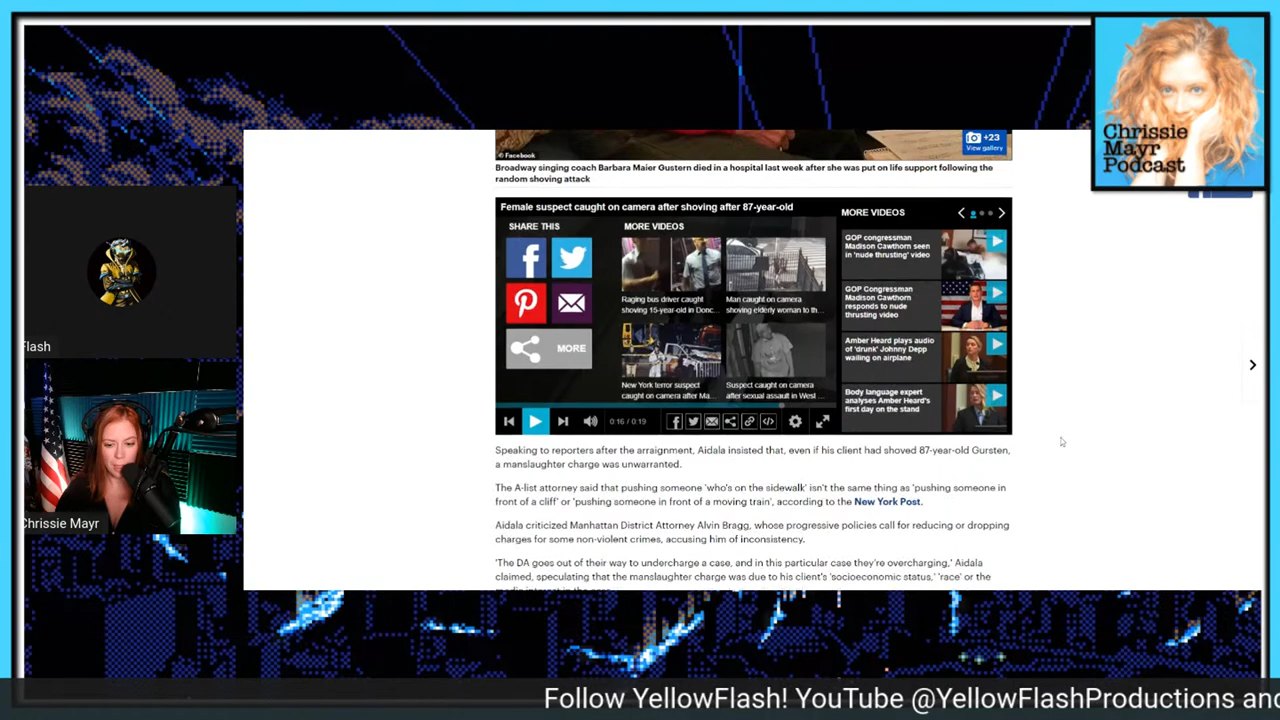 Chrissie
Mayr
Podcast
+23
View gallery
© Facebook
Broadway singing coach Barbara Maier Gustern died in a hospital last week after she was put on life support following the
random shoving attack
Female suspect caught on camera after shoving after 87-year-old
SHARE THIS
MORE
MORE VIDEOS
Raging bus driver caught
shoving 15-year-old in Donc...
Man caught on camera
shoving elderly woman to th...
New York terror suspect
caught on camera after Ma...
Suspect caught on camera
after sexual assault in West ...
MORE VIDEOS
GOP congressman
Madison Cawthorn seen
in 'nude thrusting' video
GOP Congressman
Madison Cawthorn
responds to nude
thrusting video
Amber Heard plays audio
of 'drunk' Johnny Depp
wailing on airplane
Body language expert
analyses Amber Heard's
first day on the stand
0:16 / 0:19
Speaking to reporters after the arraignment, Aidala insisted that, even if his client had shoved 87-year-old Gursten,
a manslaughter charge was unwarranted.
The A-list attorney said that pushing someone 'who's on the sidewalk' isn't the same thing as 'pushing someone in
front of a cliff' or 'pushing someone in front of a moving train', according to the New York Post.
Aidala criticized Manhattan District Attorney Alvin Bragg, whose progressive policies call for reducing or dropping
charges for some non-violent crimes, accusing him of inconsistency.
'The DA goes out of their way to undercharge a case, and in this particular case they're overcharging,' Aidala
claimed, speculating that the manslaughter charge was due to his client's 'socioeconomic status,' 'race' or the
Flash
Chrissie Mayr
Follow YellowFlash! YouTube @YellowFlashProductions and